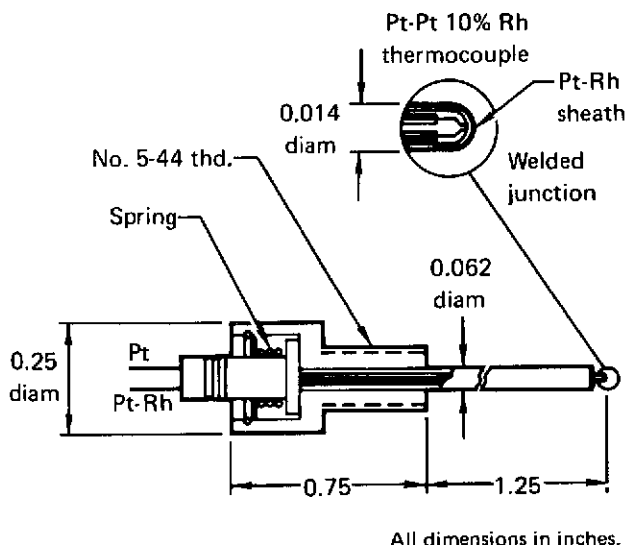 Pt-Pt 10% Rh
thermocouple
Pt-Rh
sheath
0.014
diam
Welded
junction
No. 5-44 thd.
Spring
0.062
diam
0.25
diam
Pt
Pt-Rh
0.75
1.25
All dimensions in inches.